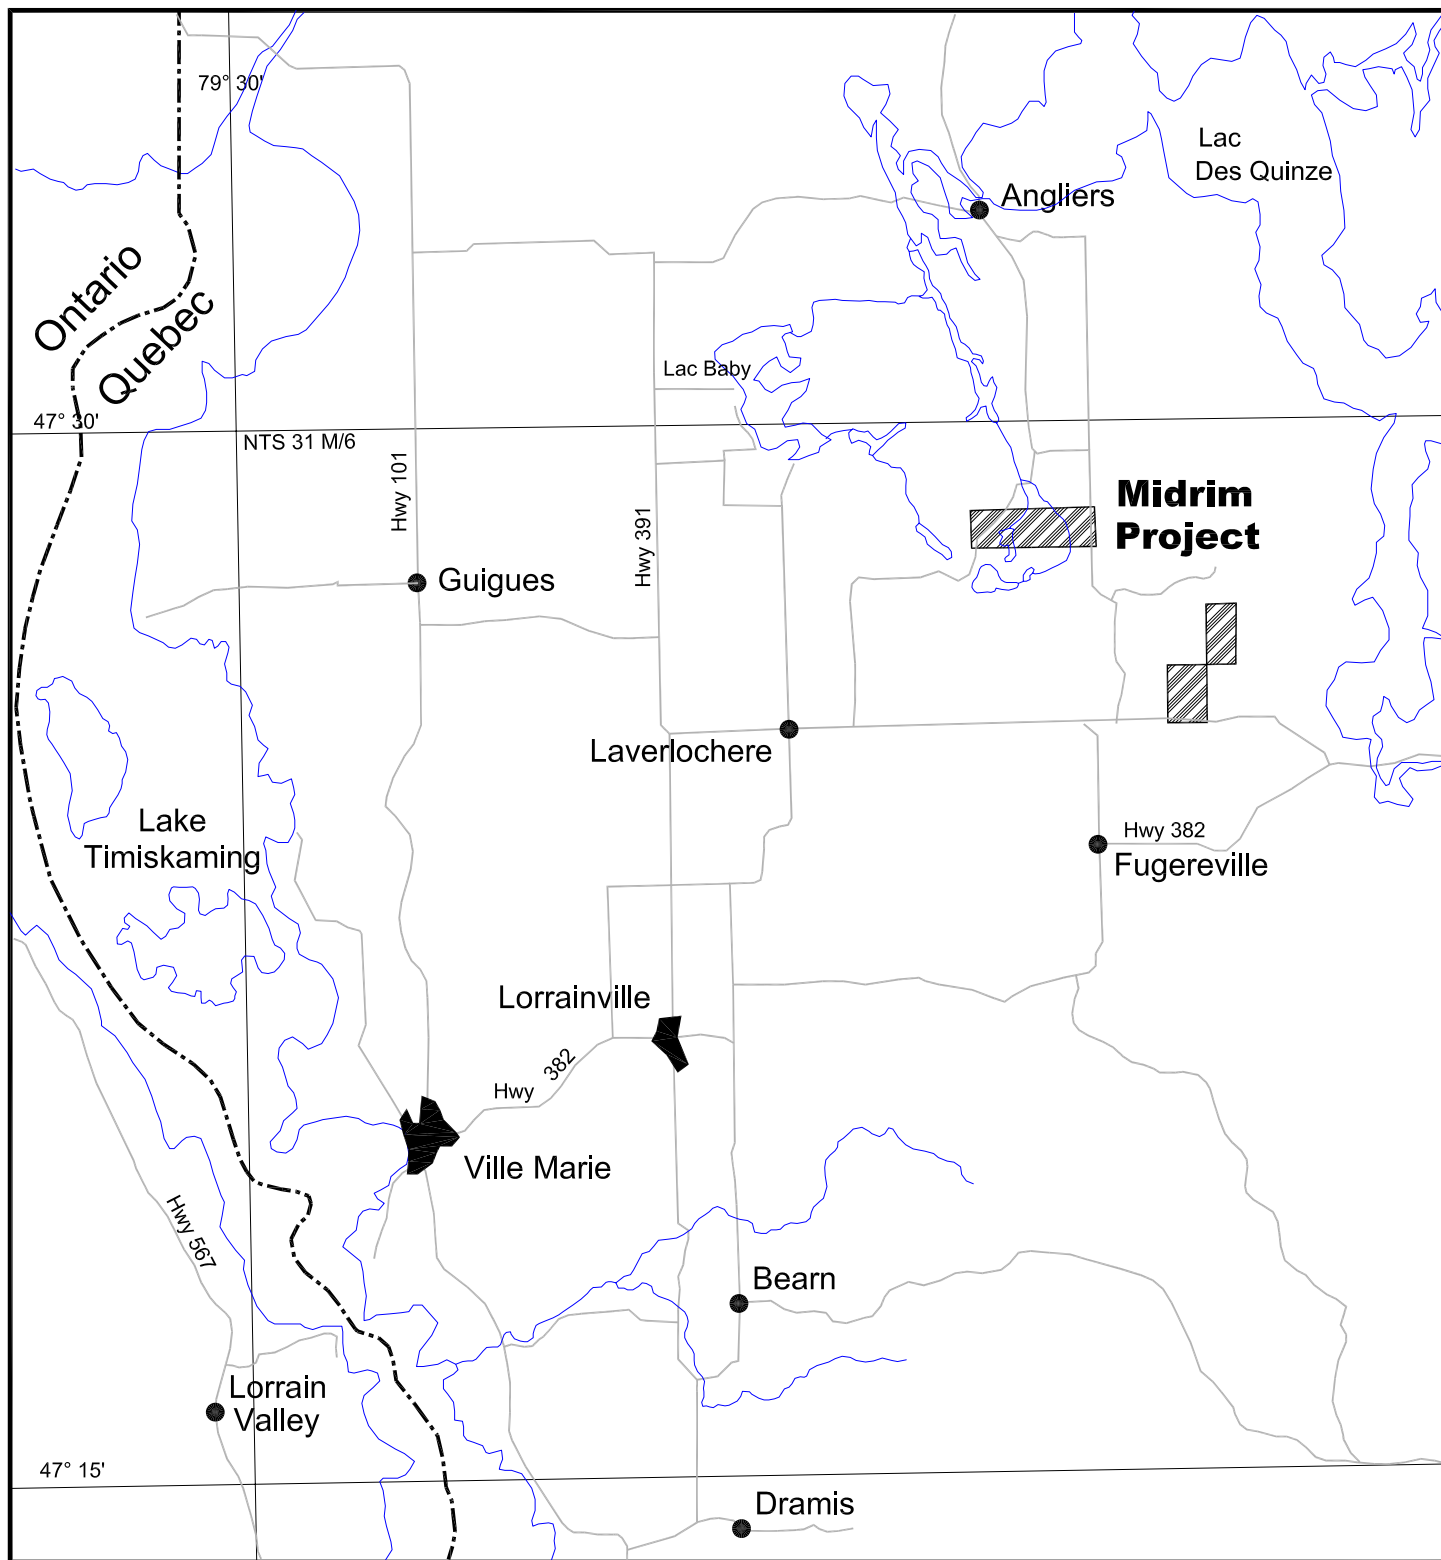 79° 30'
Lac
Des Quinze
Angliers
Ontario
Quebec
Lac Baby
47° 30'
NTS 31 M/6
Hwy 101
Hwy 391
Midrim
Project
Guigues
Laverlochere
Lake
Timiskaming
Hwy 382
Fugereville
Lorrainville
Hwy 382
Ville Marie
Hwy 567
Bearn
Lorrain
Valley
47° 15'
Dramis